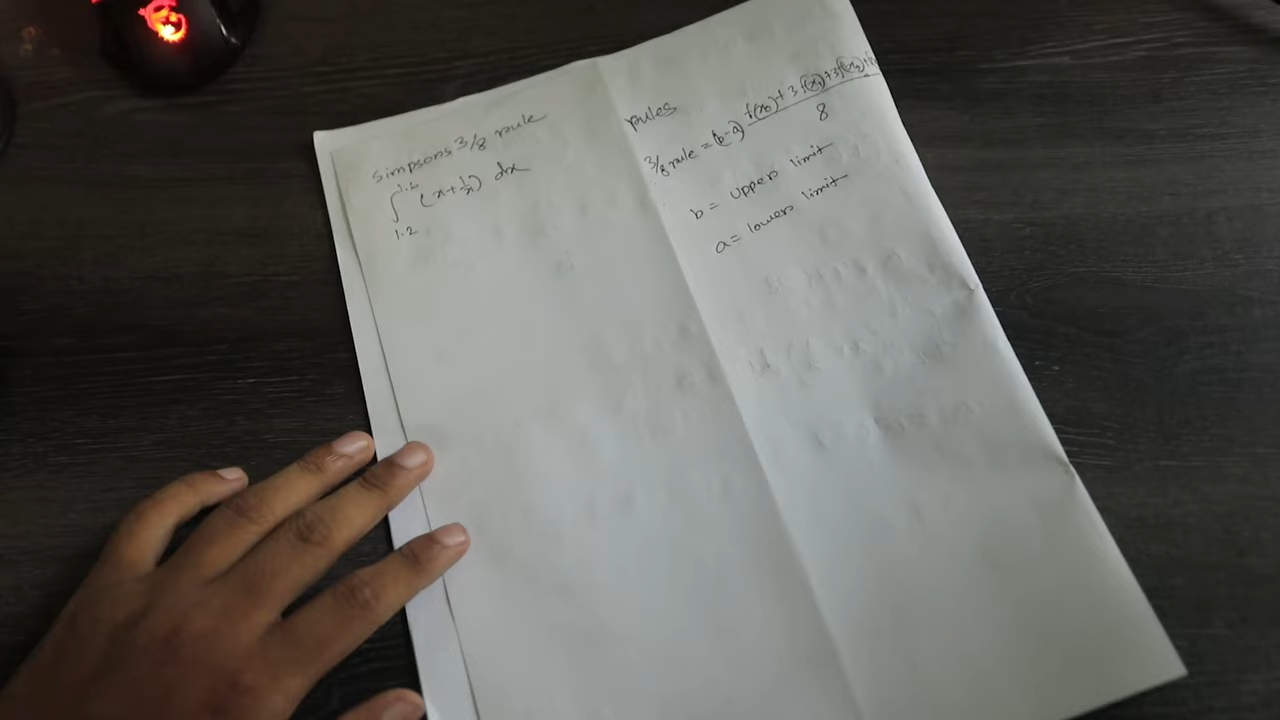 Simpsons 3/8 rule
∫ 1.6 1.2 (x+1/x) dx
rules
3/8 rule = (b-a) f(x₀)+3f(x₁)+3f(x₂)+ / 8
b = upper limit
a = lower limit